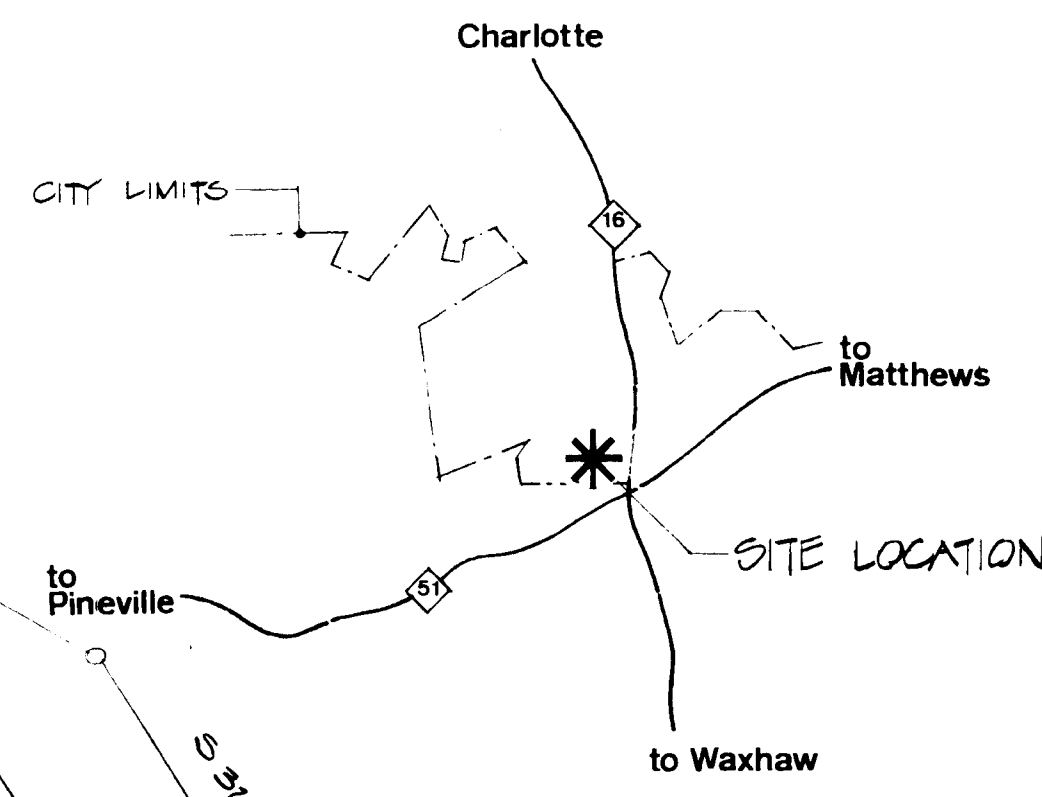 Charlotte
CITY LIMITS
16
to
Matthews
SITE LOCATION
to
Pineville
51
to Waxhaw